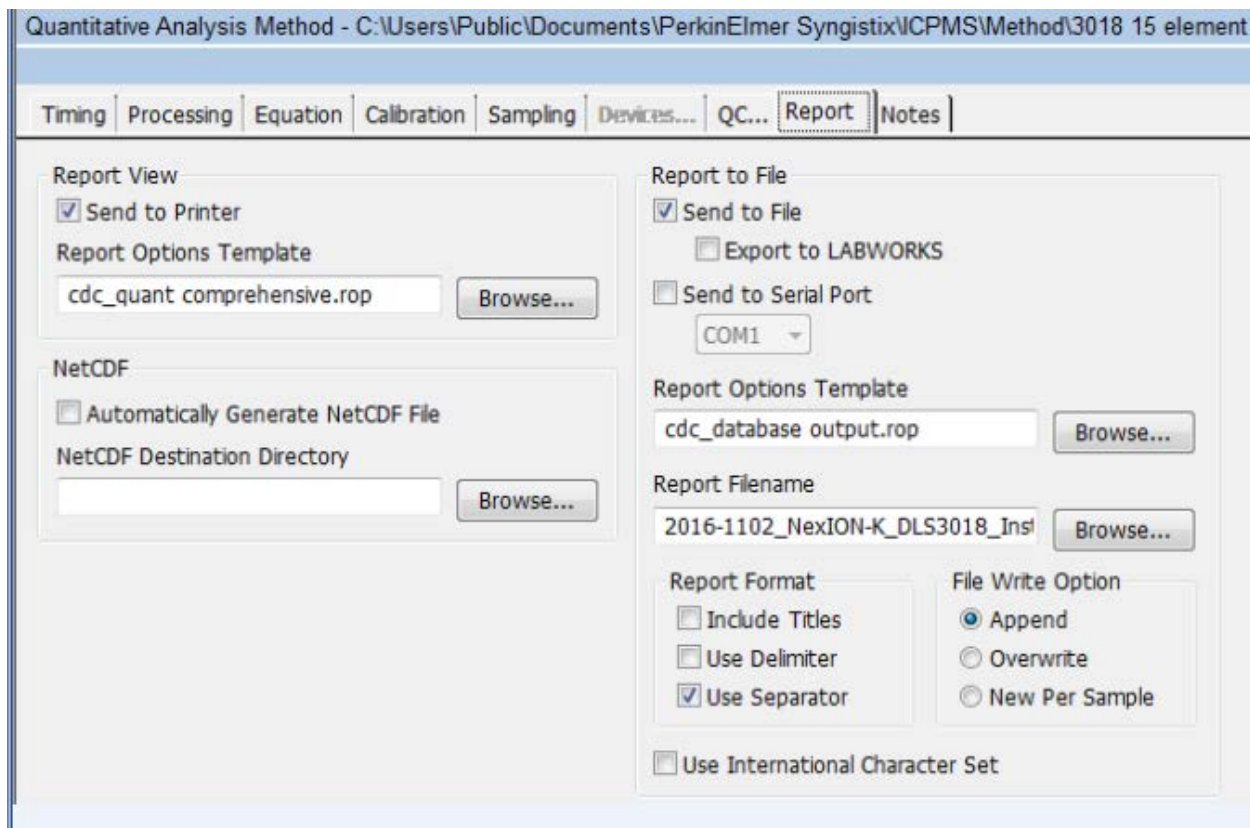 Quantitative Analysis Method - C:\Users\Public\Documents\PerkinElmer Syngistix\ICPMS\Method\3018 15 element
Timing Processing Equation Calibration Sampling Devices... QC... Report Notes
Report View
Send to Printer
Report Options Template
cdc_quant comprehensive.rop Browse...
NetCDF
Automatically Generate NetCDF File
NetCDF Destination Directory
Browse...
Report to File
Send to File
Export to LABWORKS
Send to Serial Port
COM1
Report Options Template
cdc_database output.rop Browse...
Report Filename
2016-1102_NexION-K_DLS3018_Inst Browse...
Report Format
Include Titles
Use Delimiter
Use Separator
File Write Option
Append
Overwrite
New Per Sample
Use International Character Set